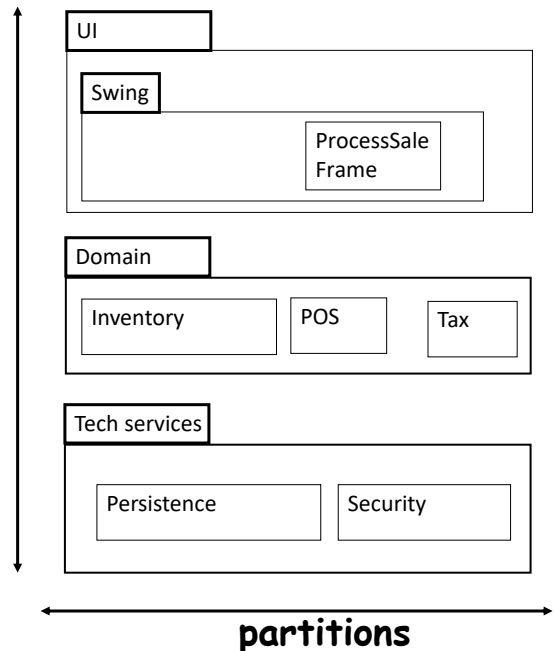 UI
Swing
ProcessSale
Frame
Domain
Inventory
POS
Tax
Tech services
Persistence
Security
partitions